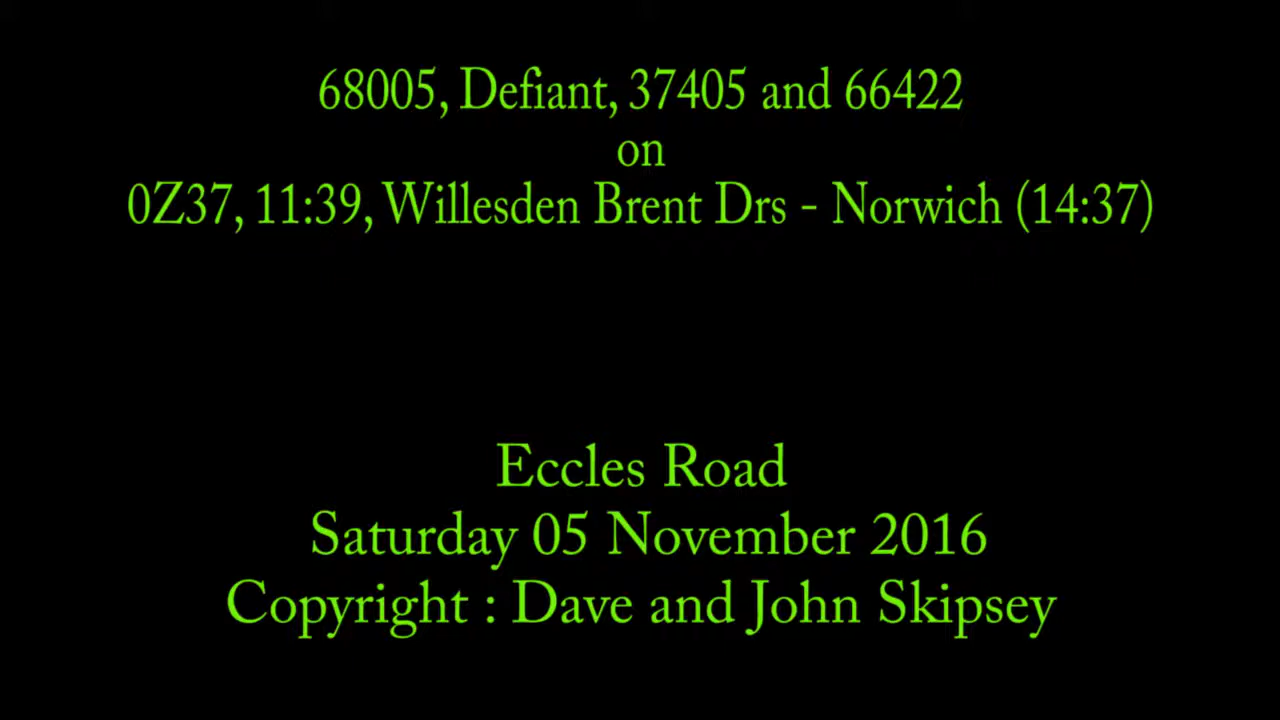 68005, Defiant, 37405 and 66422
on
0Z37, 11:39, Willesden Brent Drs - Norwich (14:37)
Eccles Road
Saturday 05 November 2016
Copyright : Dave and John Skipsey